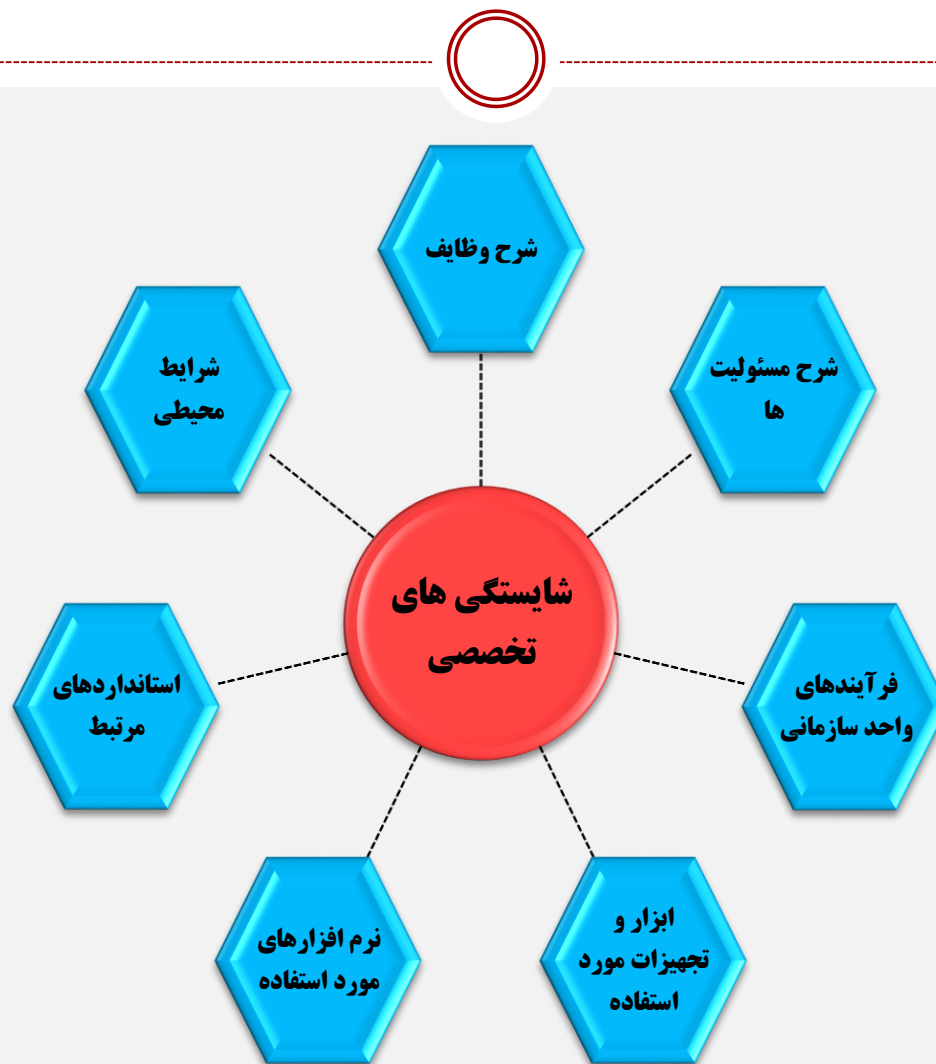 شرح وظایف
شرح مسئولیت
ها
شرایط
محیطی
شایستگی های
تخصصی
فرآیندهای
واحد سازمانی
استانداردهای
مرتبط
ابزار و
تجهیزات مورد
استفاده
نرم افزارهای
مورد استفاده